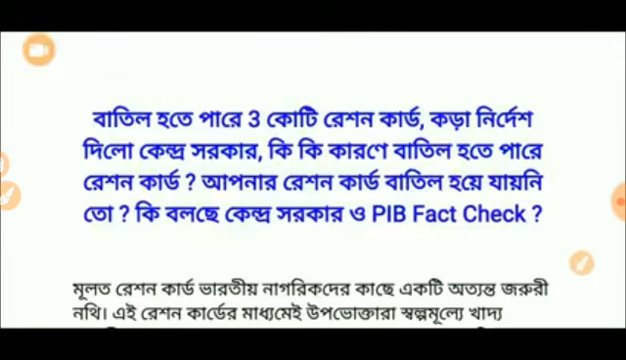 বাতিল হতে পারে 3 কোটি রেশন কার্ড, কড়া নির্দেশ
দিলো কেন্দ্র সরকার, কি কি কারণে বাতিল হতে পারে
রেশন কার্ড ? আপনার রেশন কার্ড বাতিল হয়ে যায়নি
তো ? কি বলছে কেন্দ্র সরকার ও PIB Fact Check ?
মূলত রেশন কার্ড ভারতীয় নাগরিকদের কাছে একটি অত্যন্ত জরুরী
নথি। এই রেশন কার্ডের মাধ্যমেই উপভোক্তারা স্বল্পমূল্যে খাদ্য